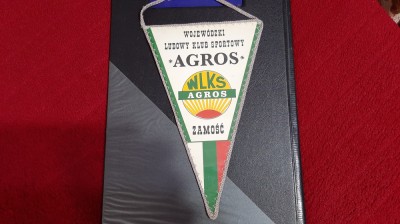 WOJEWÓDZKI
LUDOWY KLUB SPORTOWY
·AGROS·
WLKS
AGROS
ZAMOŚĆ